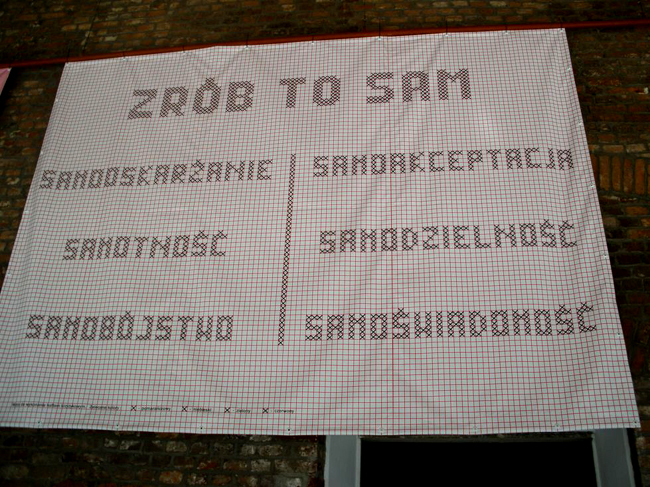 ZRÓB TO SAM
SAMOOSKARŻANIE
SAMOTNOŚĆ
SAMOBÓJSTWO
SAMOAKCEPTACJA
SAMODZIELNOŚĆ
SAMOŚWIADOMOŚĆ